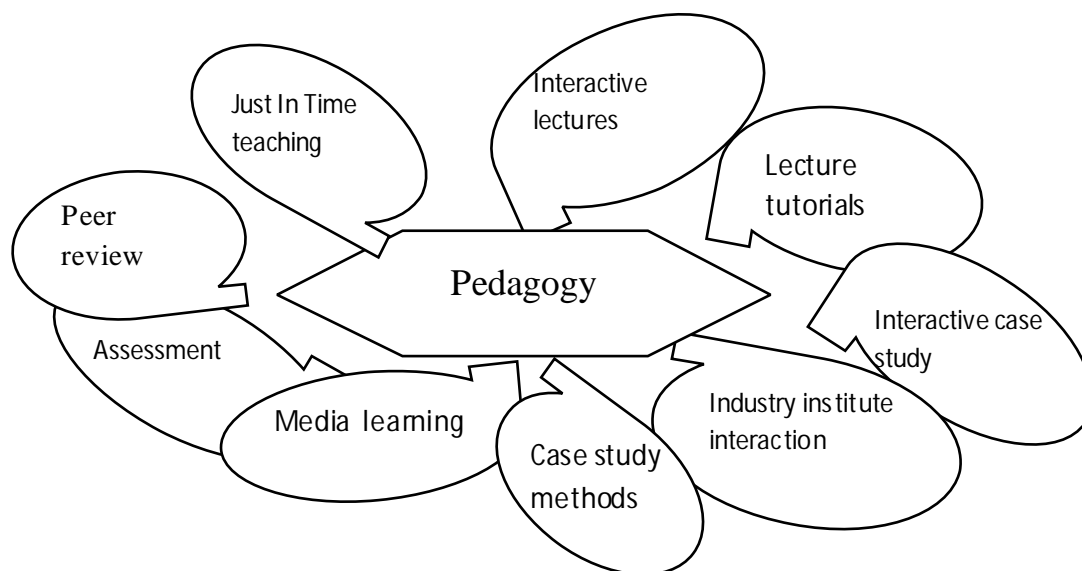 Just In Time
teaching
Interactive
lectures
Lecture
tutorials
Peer
review
Pedagogy
Interactive case
study
Assessment
Media learning
Industry institute
interaction
Case study
methods